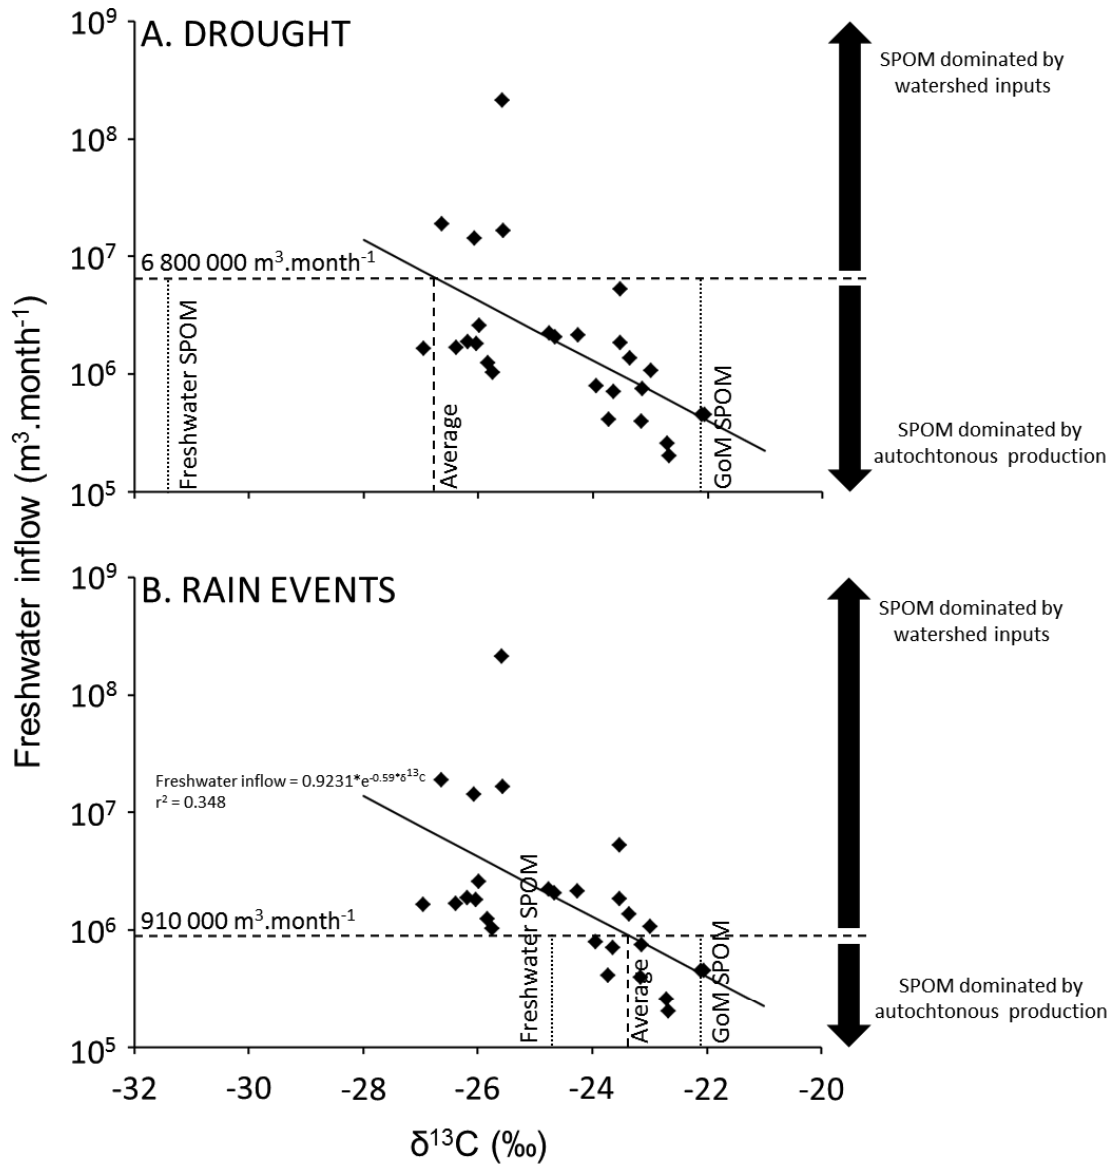 Freshwater inflow (m³.month⁻¹)
10⁹
10⁸
10⁷
10⁶
10⁵
A. DROUGHT
6 800 000 m³.month⁻¹
Freshwater SPOM
Average
GoM SPOM
SPOM dominated by
watershed inputs
SPOM dominated by
autochtonous production
10⁹
10⁸
10⁷
10⁶
10⁵
B. RAIN EVENTS
Freshwater inflow = 0.9231*e⁻⁰·⁵⁹*δ¹³C
r² = 0.348
910 000 m³.month⁻¹
Freshwater SPOM
Average
GoM SPOM
SPOM dominated by
watershed inputs
SPOM dominated by
autochtonous production
-32 -30 -28 -26 -24 -22 -20
δ¹³C (‰)